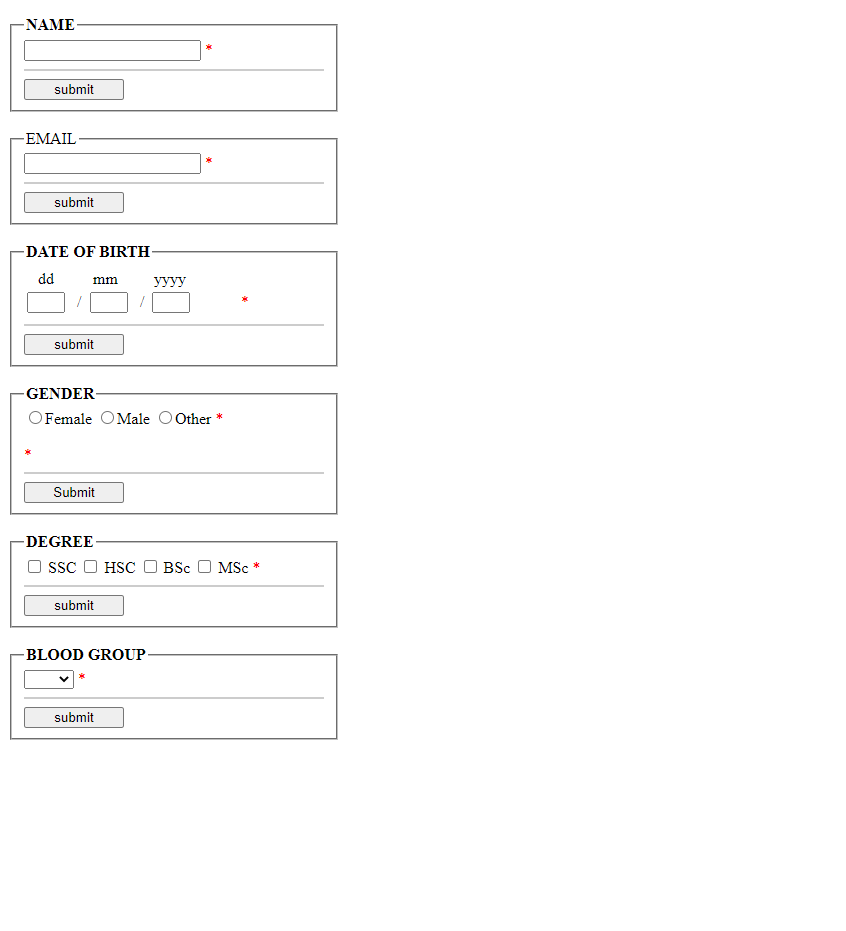 NAME
*
submit
EMAIL
*
submit
DATE OF BIRTH
dd mm yyyy
/ / *
submit
GENDER
Female Male Other *
*
Submit
DEGREE
SSC HSC BSc MSc *
submit
BLOOD GROUP
*
submit